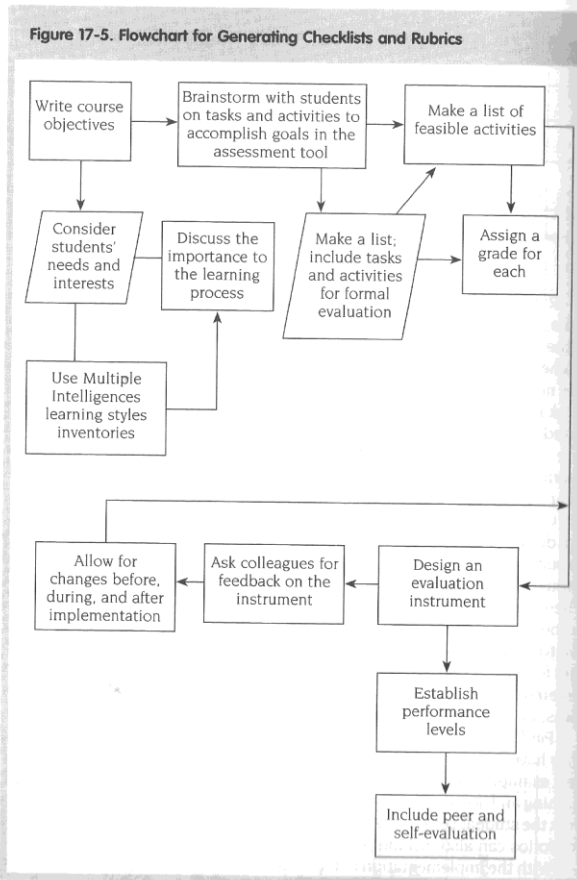 Figure 17-5. Flowchart for Generating Checklists and Rubrics
Write course
objectives
Brainstorm with students
on tasks and activities to
accomplish goals in the
assessment tool
Make a list of
feasible activities
Consider
students'
needs and
interests
Discuss the
importance to
the learning
process
Make a list;
include tasks
and activities
for formal
evaluation
Assign a
grade for
each
Use Multiple
Intelligences
learning styles
inventories
Allow for
changes before,
during, and after
implementation
Ask colleagues for
feedback on the
instrument
Design an
evaluation
instrument
Establish
performance
levels
Include peer and
self-evaluation